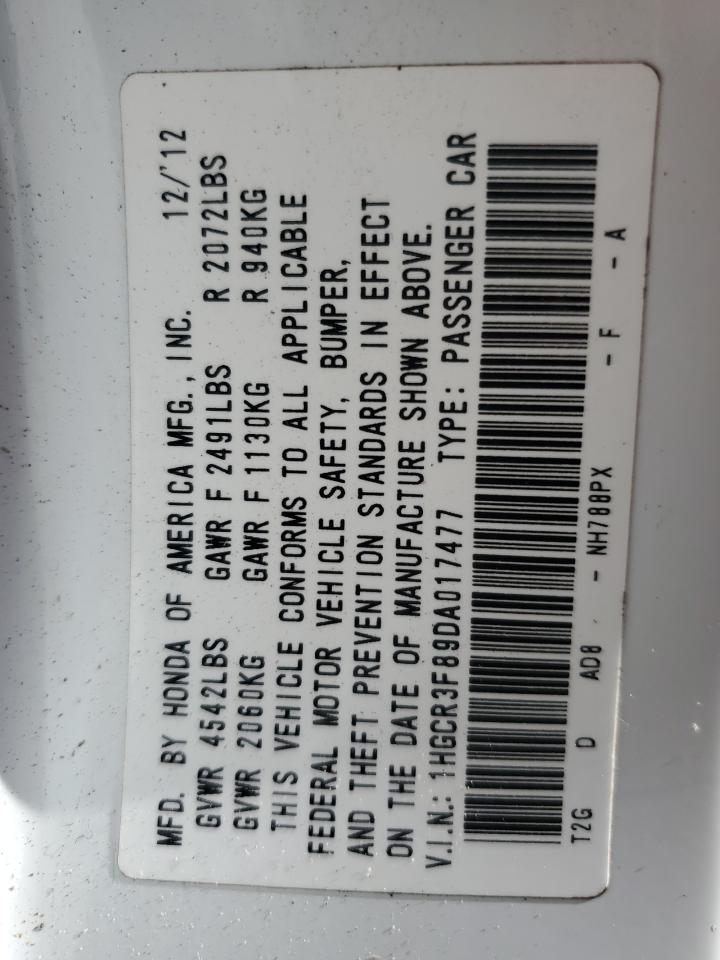 MFD. BY HONDA OF AMERICA MFG., INC. 12/'12
GVWR 4542LBS GAWR F 2491LBS R 2072LBS
GVWR 2060KG GAWR F 1130KG R 940KG
THIS VEHICLE CONFORMS TO ALL APPLICABLE
FEDERAL MOTOR VEHICLE SAFETY, BUMPER,
AND THEFT PREVENTION STANDARDS IN EFFECT
ON THE DATE OF MANUFACTURE SHOWN ABOVE.
V.I.N.: 1HGCR3F89DA017477 TYPE: PASSENGER CAR
T2G D AD8 - NH788PX - F - A